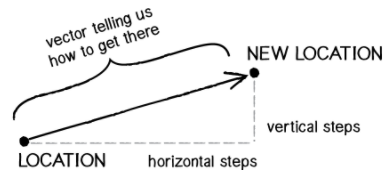 vector telling us
how to get there
NEW LOCATION
vertical steps
LOCATION
horizontal steps